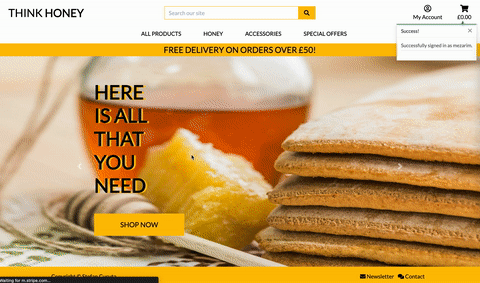 THINK HONEY
Search our site
My Account
£0.00
ALL PRODUCTS
HONEY
ACCESSORIES
SPECIAL OFFERS
Success!
×
Successfully signed in as mezarim.
FREE DELIVERY ON ORDERS OVER £50!
HERE
IS ALL
THAT
YOU
NEED
SHOP NOW
Copyright © Stefan
Newsletter
Contact
Waiting for m.stripe.com...